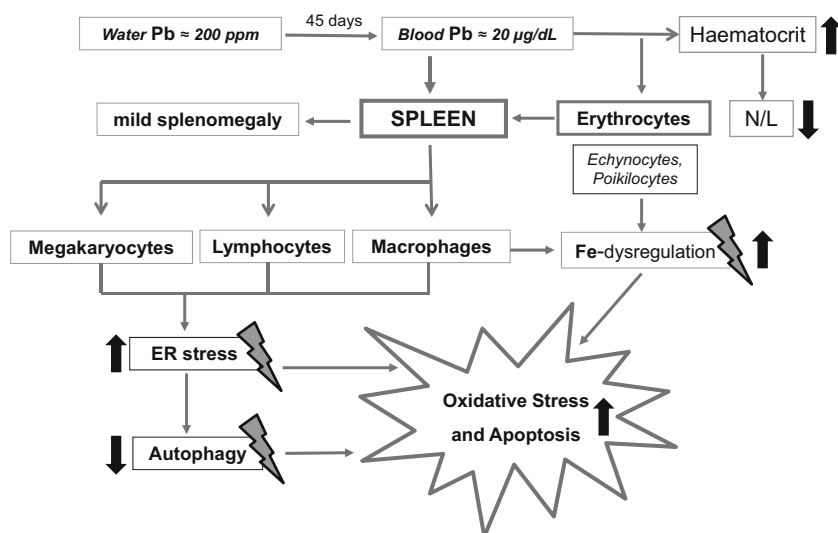 Water Pb ≈ 200 ppm
45 days
Blood Pb ≈ 20 µg/dL
Haematocrit
mild splenomegaly
SPLEEN
Erythrocytes
N/L
Echynocytes,
Poikilocytes
Megakaryocytes
Lymphocytes
Macrophages
Fe-dysregulation
ER stress
Oxidative Stress
and Apoptosis
Autophagy